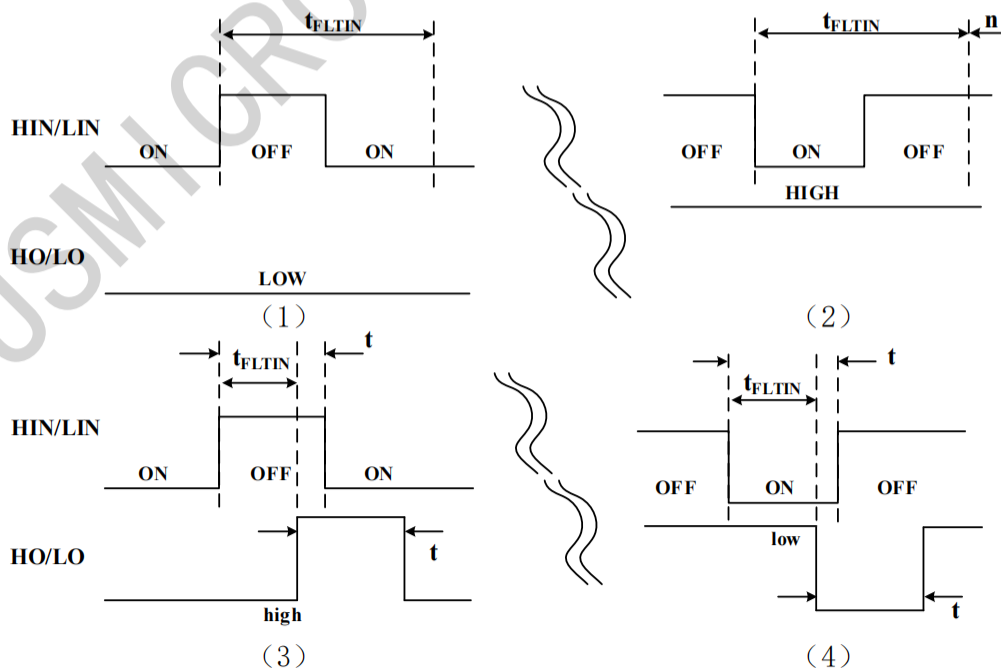 tFLTIN
tFLTIN n
HIN/LIN
ON OFF ON
OFF ON OFF
HIGH
HO/LO
LOW
（1）
（2）
t
t
tFLTIN
tFLTIN
HIN/LIN
ON OFF ON
OFF ON OFF
HO/LO
low
t
high
t
（3）
（4）
USMICRO